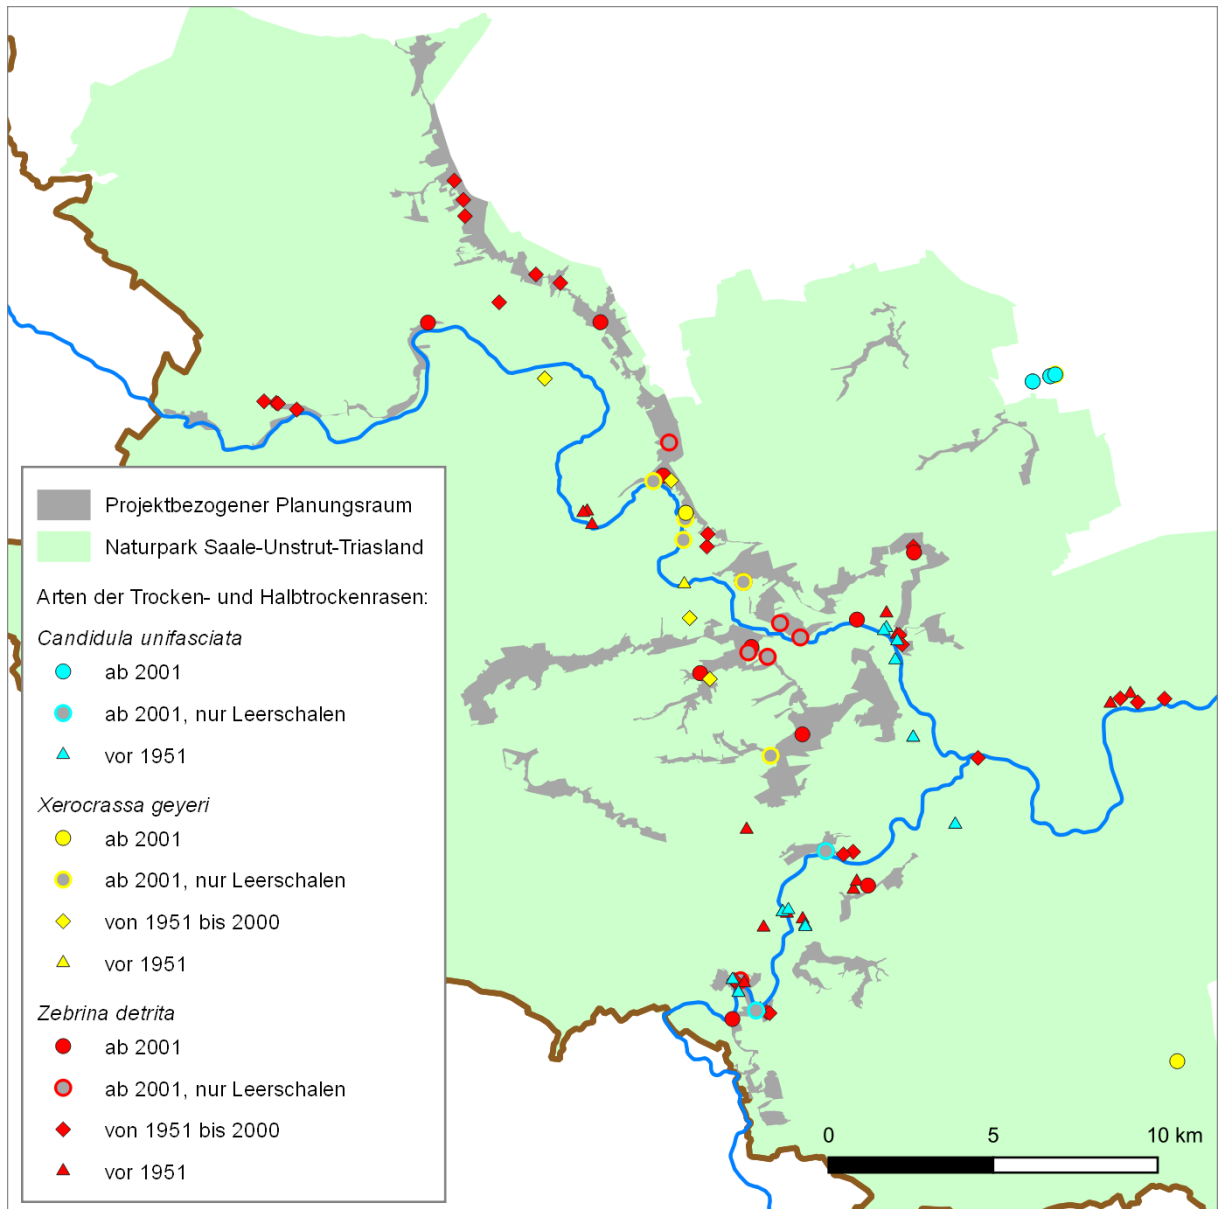 Projektbezogener Planungsraum
Naturpark Saale-Unstrut-Triasland
Arten der Trocken- und Halbtrockenrasen:
Candidula unifasciata
ab 2001
ab 2001, nur Leerschalen
vor 1951
Xerocrassa geyeri
ab 2001
ab 2001, nur Leerschalen
von 1951 bis 2000
vor 1951
Zebrina detrita
ab 2001
ab 2001, nur Leerschalen
von 1951 bis 2000
vor 1951
0 5 10 km